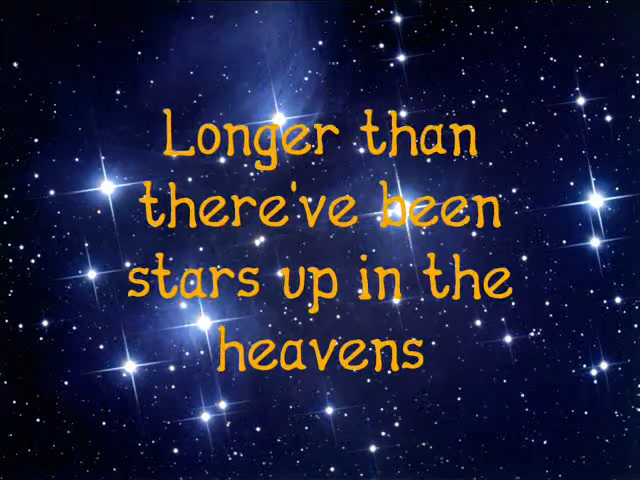 Longer than
there've been
stars up in the
heavens